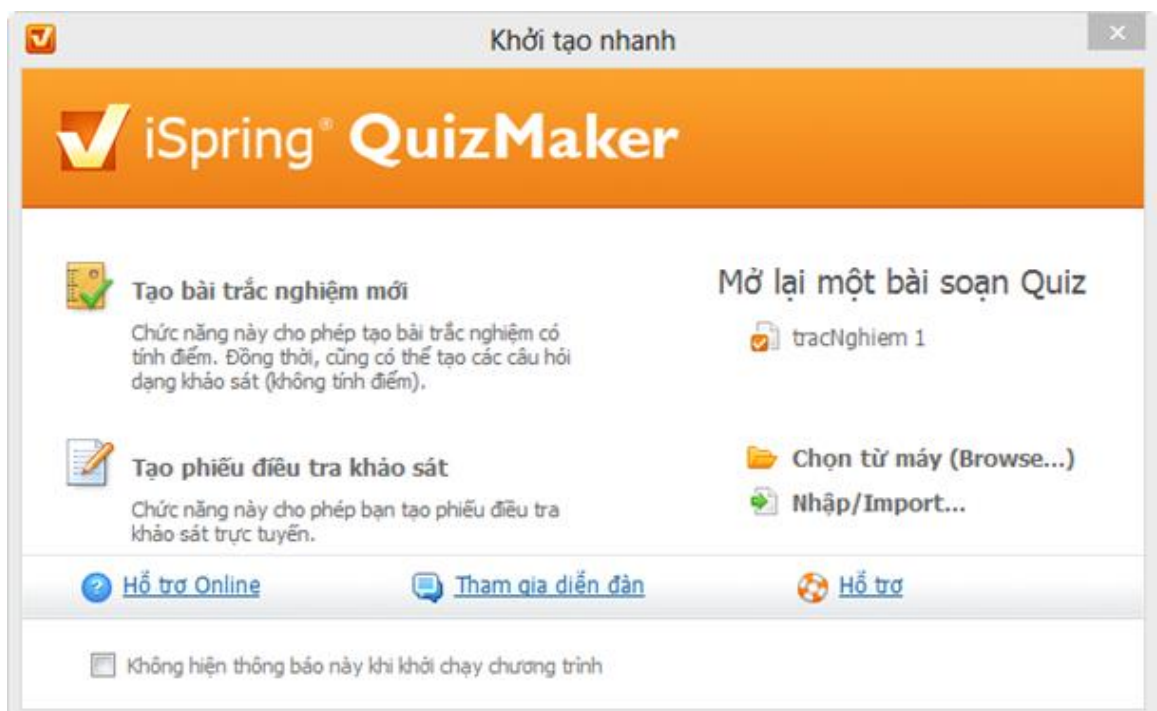 Khởi tạo nhanh
iSpring® QuizMaker
Tạo bài trắc nghiệm mới
Chức năng này cho phép tạo bài trắc nghiệm có
tính điểm. Đồng thời, cũng có thể tạo các câu hỏi
dạng khảo sát (không tính điểm).
Tạo phiếu điều tra khảo sát
Chức năng này cho phép bạn tạo phiếu điều tra
khảo sát trực tuyến.
Mở lại một bài soạn Quiz
tracNghiem 1
Chọn từ máy (Browse...)
Nhập/Import...
Hỗ trơ Online
Tham gia diễn đàn
Hỗ trơ
Không hiện thông báo này khi khởi chạy chương trình